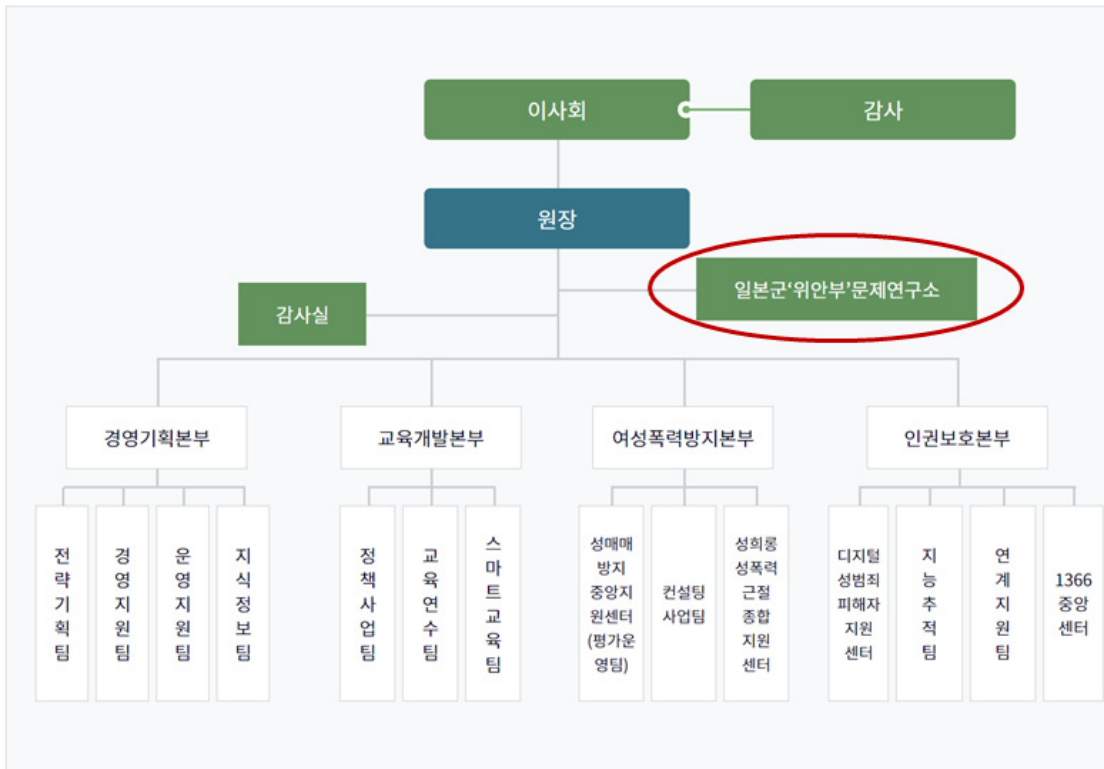 이사회
감사
원장
일본군‘위안부’문제연구소
감사실
경영기획본부
교육개발본부
여성폭력방지본부
인권보호본부
전략기획팀
경영지원팀
운영지원팀
지식정보팀
정책사업팀
교육연수팀
스마트교육팀
성매매
방지
중앙지
원센터
(평가운
영팀)
컨설팅
사업팀
성희롱
성폭력
근절
종합
지원
센터
디지털
성범죄
피해자
지원
센터
지능추적팀
연계지원팀
1366
중앙
센터